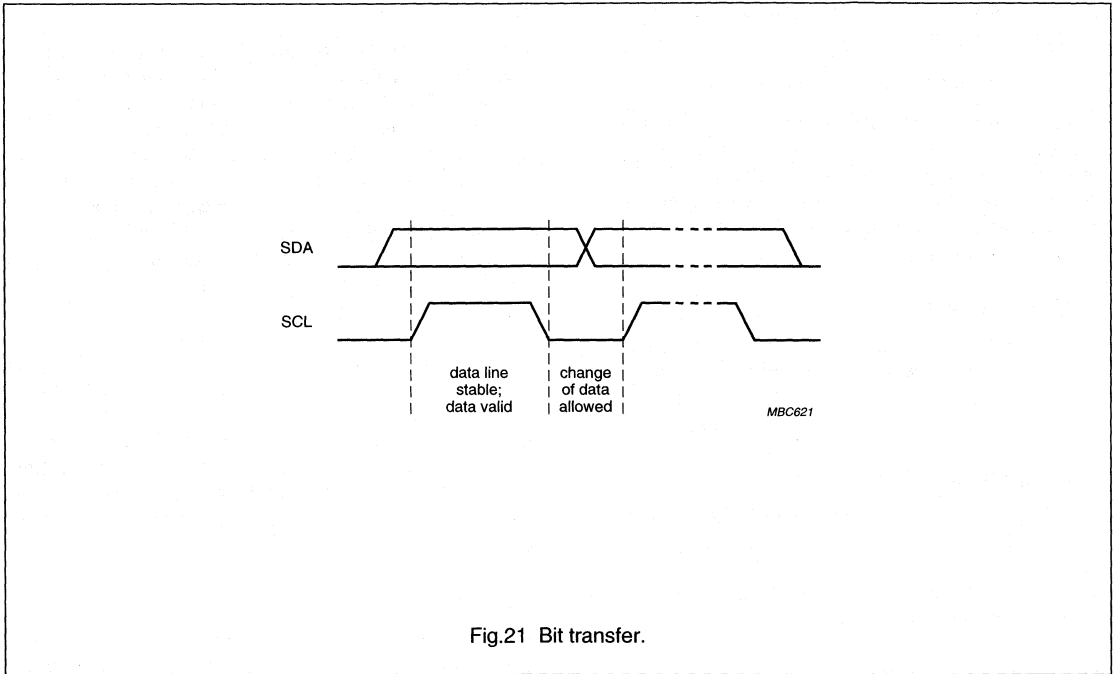 SDA
SCL
data line
stable;
data valid
change
of data
allowed
MBC621
Fig.21 Bit transfer.